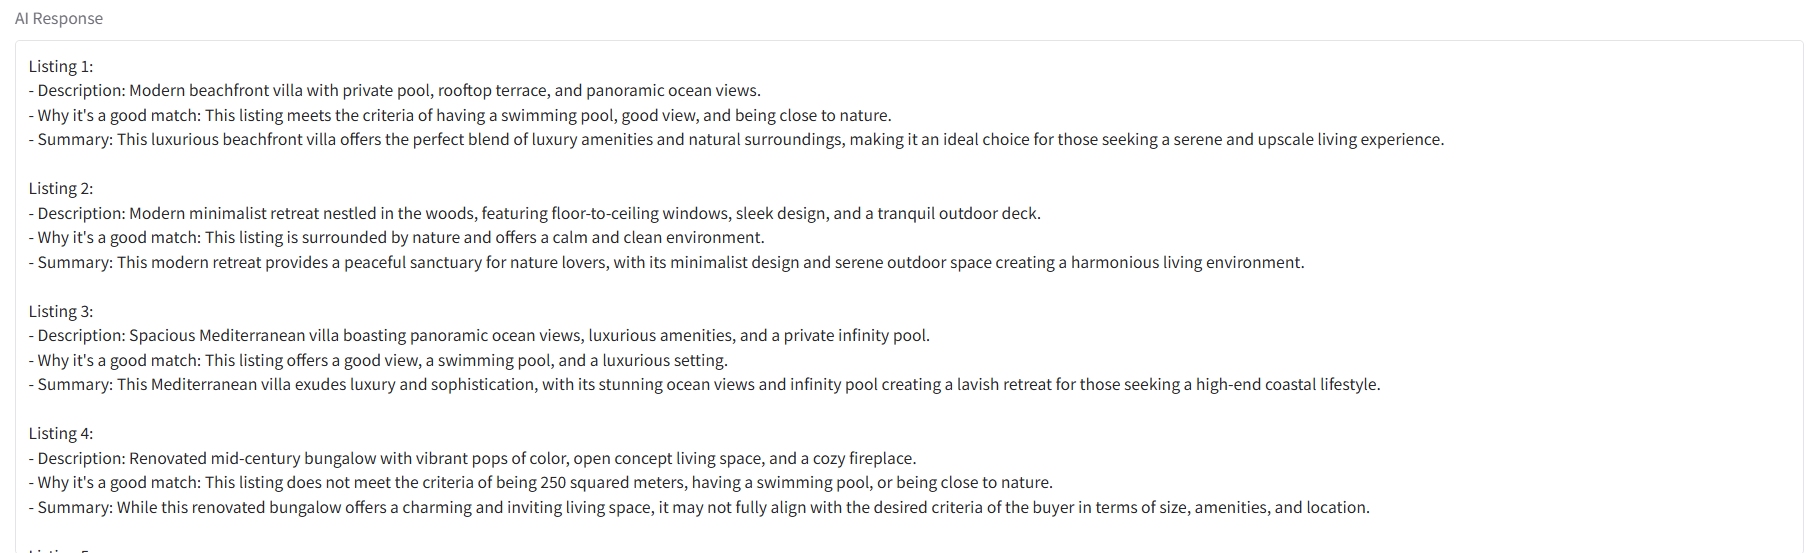 AI Response
Listing 1:
- Description: Modern beachfront villa with private pool, rooftop terrace, and panoramic ocean views.
- Why it's a good match: This listing meets the criteria of having a swimming pool, good view, and being close to nature.
- Summary: This luxurious beachfront villa offers the perfect blend of luxury amenities and natural surroundings, making it an ideal choice for those seeking a serene and upscale living experience.
Listing 2:
- Description: Modern minimalist retreat nestled in the woods, featuring floor-to-ceiling windows, sleek design, and a tranquil outdoor deck.
- Why it's a good match: This listing is surrounded by nature and offers a calm and clean environment.
- Summary: This modern retreat provides a peaceful sanctuary for nature lovers, with its minimalist design and serene outdoor space creating a harmonious living environment.
Listing 3:
- Description: Spacious Mediterranean villa boasting panoramic ocean views, luxurious amenities, and a private infinity pool.
- Why it's a good match: This listing offers a good view, a swimming pool, and a luxurious setting.
- Summary: This Mediterranean villa exudes luxury and sophistication, with its stunning ocean views and infinity pool creating a lavish retreat for those seeking a high-end coastal lifestyle.
Listing 4:
- Description: Renovated mid-century bungalow with vibrant pops of color, open concept living space, and a cozy fireplace.
- Why it's a good match: This listing does not meet the criteria of being 250 squared meters, having a swimming pool, or being close to nature.
- Summary: While this renovated bungalow offers a charming and inviting living space, it may not fully align with the desired criteria of the buyer in terms of size, amenities, and location.